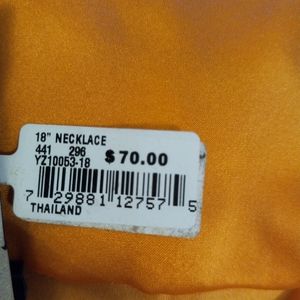 18" NECKLACE
441 296
YZ10053-18 $70.00
7 29881 12757 5
THAILAND